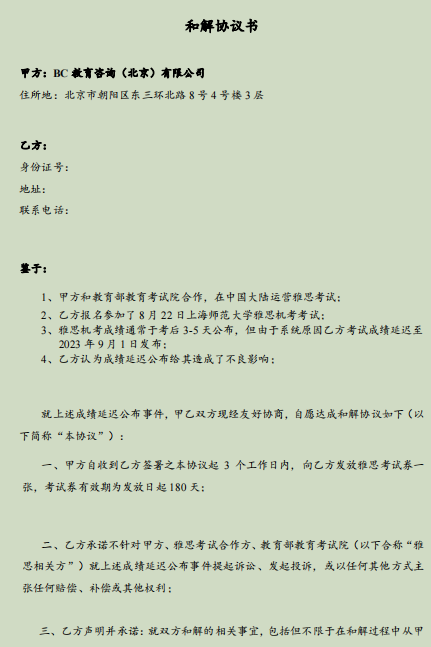 和解协议书
甲方：BC 教育咨询（北京）有限公司
住所地：北京市朝阳区东三环北路 8 号 4 号楼 3 层
乙方：
身份证号：
地址：
联系电话：
鉴于：
1、甲方和教育部教育考试院合作，在中国大陆运营雅思考试；
2、乙方报名参加了 8 月 22 日上海师范大学雅思机考考试；
3、雅思机考成绩通常于考后 3-5 天公布，但由于系统原因乙方考试成绩延迟至
2023 年 9 月 1 日发布；
4、乙方认为成绩延迟公布给其造成了不良影响；
就上述成绩延迟公布事件，甲乙双方现经友好协商，自愿达成和解协议如下（以
下简称“本协议”）：
一、甲方自收到乙方签署之本协议起 3 个工作日内，向乙方发放雅思考试券一
张，考试券有效期为发放日起 180 天；
二、乙方承诺不针对甲方、雅思考试合作方、教育部教育考试院（以下合称“雅
思相关方”）就上述成绩延迟公布事件提起诉讼、发起投诉，或以任何其他方式主
张任何赔偿、补偿或其他权利；
三、乙方声明并承诺：就双方和解的相关事宜，包括但不限于在和解过程中从甲